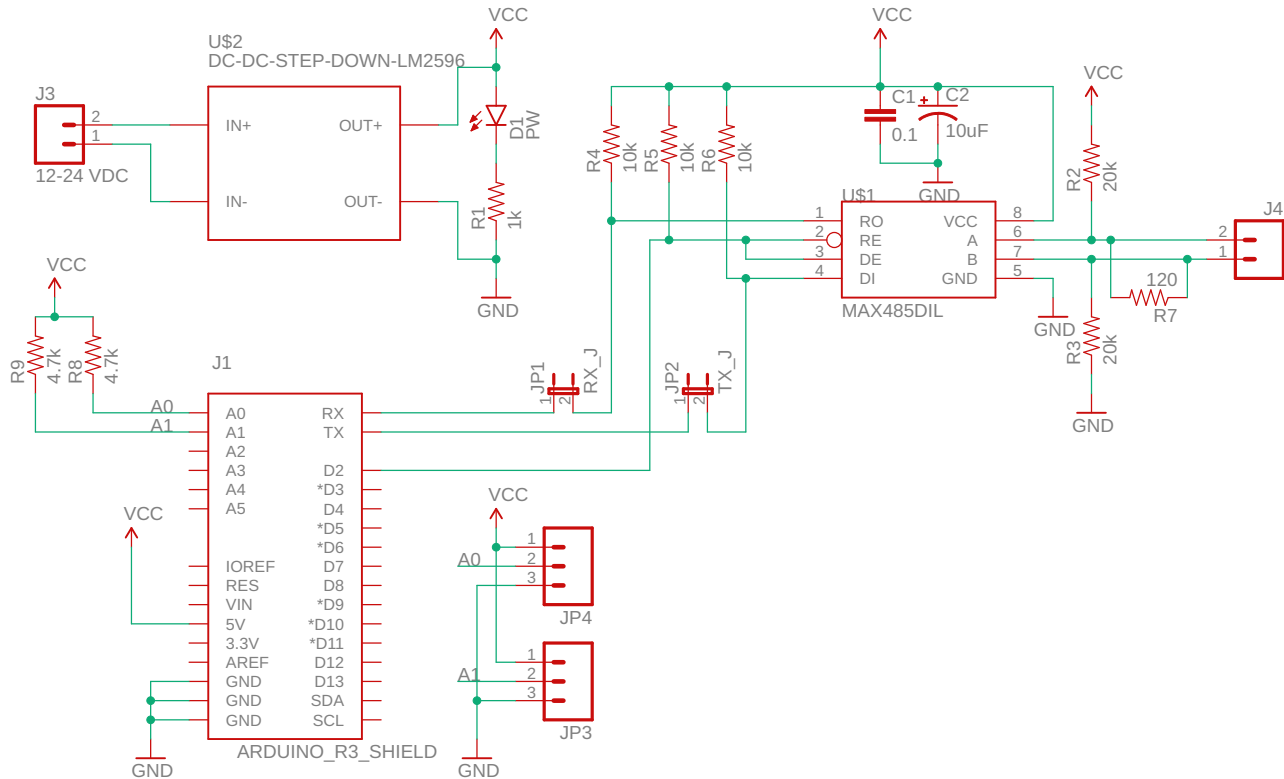 VCC
U$2
DC-DC-STEP-DOWN-LM2596
J3
2
1
12-24 VDC
IN+
IN-
OUT+
OUT-
D1
PW
R1
1k
GND
VCC
R4
10k
R5
10k
R6
10k
C1
0.1
C2
10uF
GND
U$1
1
2
3
4
RO
RE
DE
DI
VCC
A
B
GND
8
6
7
5
MAX485DIL
GND
VCC
R2
20k
R3
20k
GND
120
R7
J4
2
1
VCC
R9
4.7k
R8
4.7k
A0
A1
J1
A0
A1
A2
A3
A4
A5
IOREF
RES
VIN
5V
3.3V
AREF
GND
GND
GND
RX
TX
D2
*D3
D4
*D5
*D6
D7
D8
*D9
*D10
*D11
D12
D13
SDA
SCL
ARDUINO_R3_SHIELD
VCC
GND
JP1
1
2
RX_J
JP2
1
2
TX_J
VCC
A0
1
2
3
JP4
A1
1
2
3
JP3
GND